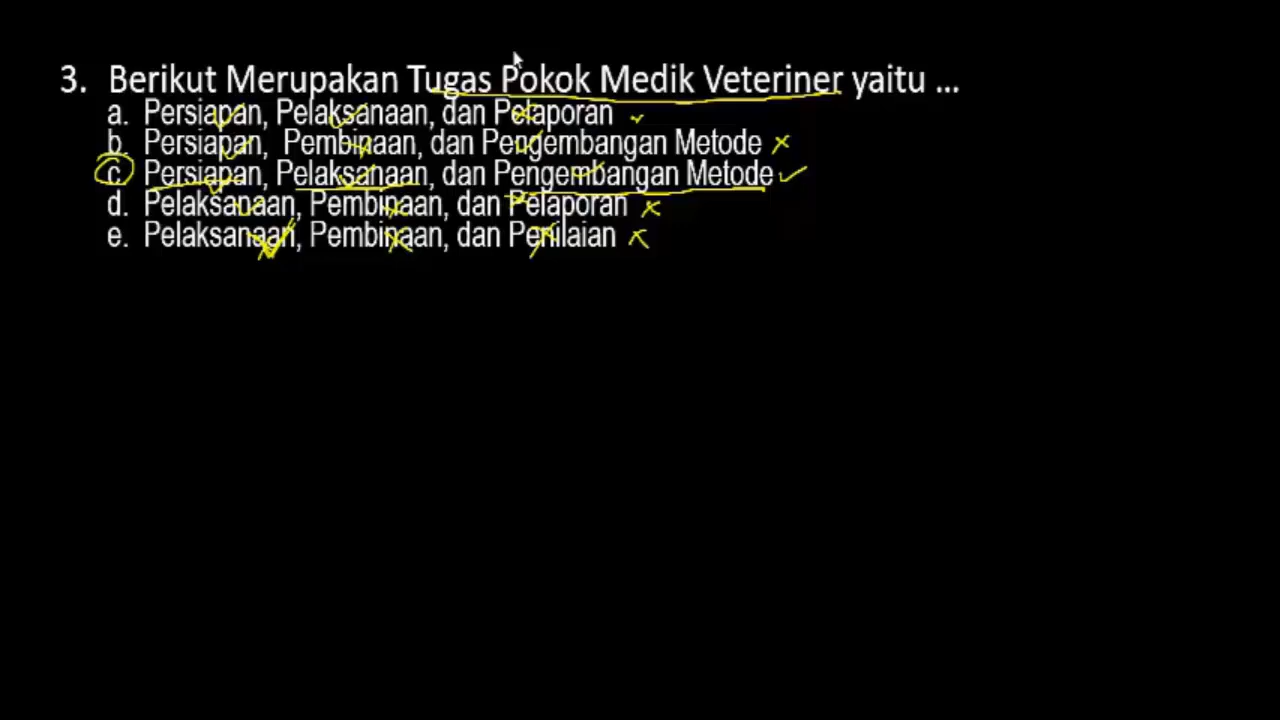 3. Berikut Merupakan Tugas Pokok Medik Veteriner yaitu ...
a. Persiapan, Pelaksanaan, dan Pelaporan
b. Persiapan, Pembinaan, dan Pengembangan Metode
c. Persiapan, Pelaksanaan, dan Pengembangan Metode
d. Pelaksanaan, Pembinaan, dan Pelaporan
e. Pelaksanaan, Pembinaan, dan Penilaian